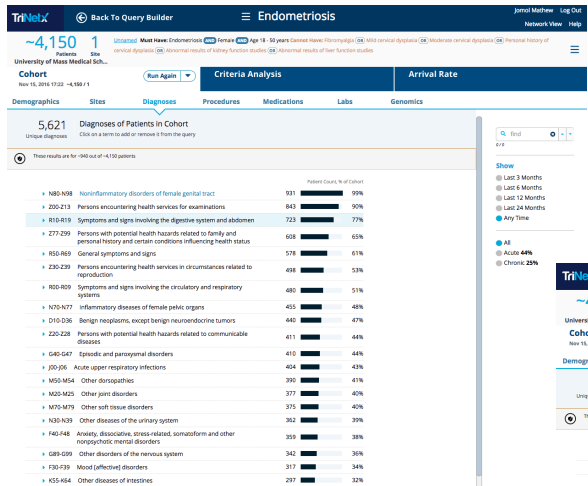 TriNetX
Back To Query Builder
Endometriosis
Jomol Mathew Log Out
Network View Help
~4,150 Patients
1 Site
University of Mass Medical Sch...
Unnamed Must Have: Endometriosis AND Female AND Age 18 - 50 years Cannot Have: Fibromyalgia OR Mild cervical dysplasia OR Moderate cervical dysplasia OR Personal history of
cervical dysplasia OR Abnormal results of kidney function studies OR Abnormal results of liver function studies
Cohort
Nov 15, 2016 17:22 ~4,150 / 1
Run Again
Criteria Analysis
Arrival Rate
Demographics Sites Diagnoses Procedures Medications Labs Genomics
5,621
Unique diagnoses
Diagnoses of Patients in Cohort
Click on a term to add or remove it from the query
These results are for ~940 out of ~4,150 patients
Patient Count, % of Cohort
N80-N98 Noninflammatory disorders of female genital tract 931 99%
Z00-Z13 Persons encountering health services for examinations 843 90%
R10-R19 Symptoms and signs involving the digestive system and abdomen 723 77%
Z77-Z99 Persons with potential health hazards related to family and
personal history and certain conditions influencing health status 608 65%
R50-R69 General symptoms and signs 578 61%
Z30-Z39 Persons encountering health services in circumstances related to
reproduction 498 53%
R00-R09 Symptoms and signs involving the circulatory and respiratory
systems 480 51%
N70-N77 Inflammatory diseases of female pelvic organs 455 48%
D10-D36 Benign neoplasms, except benign neuroendocrine tumors 440 47%
Z20-Z28 Persons with potential health hazards related to communicable
diseases 411 44%
G40-G47 Episodic and paroxysmal disorders 410 44%
J00-J06 Acute upper respiratory infections 404 43%
M50-M54 Other dorsopathies 390 41%
M20-M25 Other joint disorders 377 40%
M70-M79 Other soft tissue disorders 375 40%
N30-N39 Other diseases of the urinary system 362 39%
F40-F48 Anxiety, dissociative, stress-related, somatoform and other
nonpsychotic mental disorders 359 38%
G89-G99 Other disorders of the nervous system 342 36%
F30-F39 Mood [affective] disorders 317 34%
K55-K64 Other diseases of intestines 297 32%
find
0 / 0
Show
Last 3 Months
Last 6 Months
Last 12 Months
Last 24 Months
Any Time
All
Acute 44%
Chronic 25%
TriNe
~4
Univers
Coho
Nov 15,
Demogr
Uniq
T